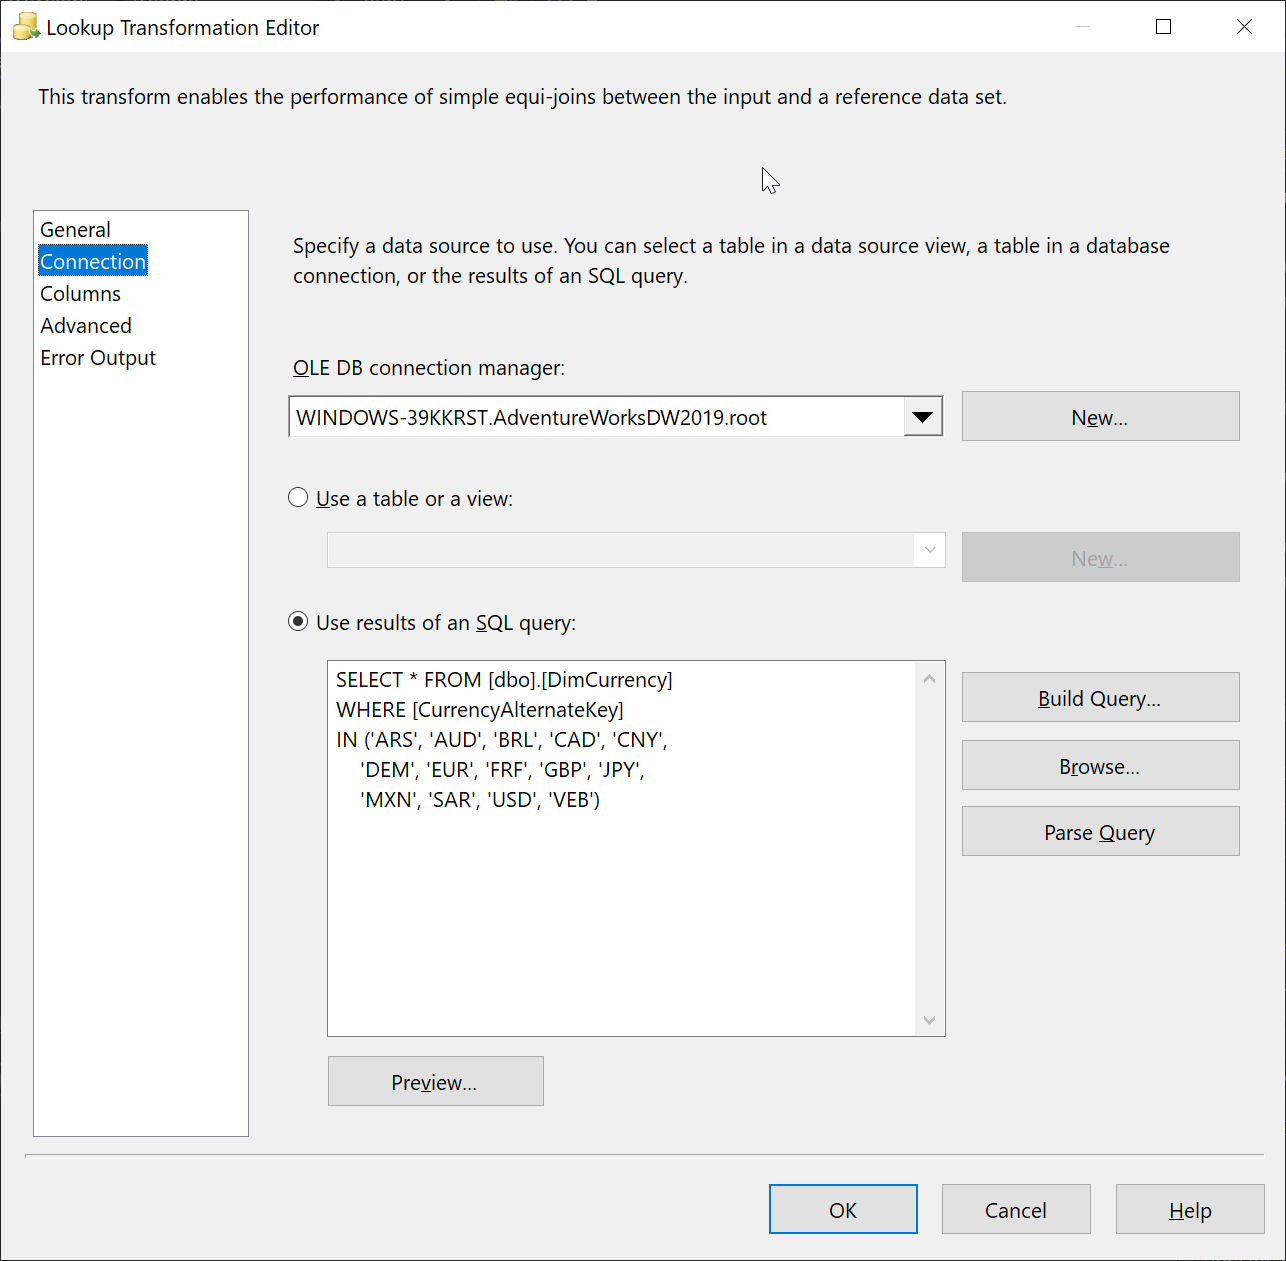 Lookup Transformation Editor
This transform enables the performance of simple equi-joins between the input and a reference data set.
General
Connection
Columns
Advanced
Error Output
Specify a data source to use. You can select a table in a data source view, a table in a database
connection, or the results of an SQL query.
OLE DB connection manager:
WINDOWS-39KKRST.AdventureWorksDW2019.root
New...
Use a table or a view:
New...
Use results of an SQL query:
SELECT * FROM [dbo].[DimCurrency]
WHERE [CurrencyAlternateKey]
IN ('ARS', 'AUD', 'BRL', 'CAD', 'CNY',
'DEM', 'EUR', 'FRF', 'GBP', 'JPY',
'MXN', 'SAR', 'USD', 'VEB')
Build Query...
Browse...
Parse Query
Preview...
OK
Cancel
Help